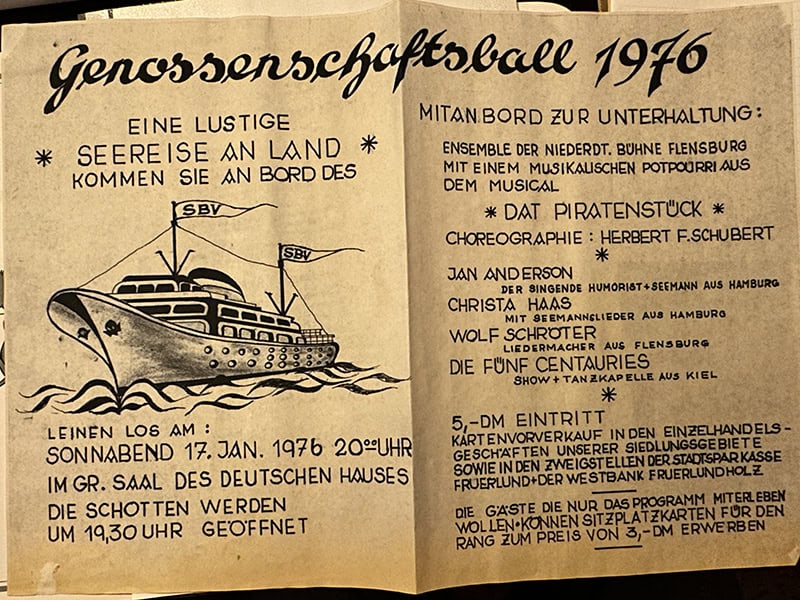 Genossenschaftsball 1976
EINE LUSTIGE
* SEEREISE AN LAND *
KOMMEN SIE AN BORD DES
SBV
SBV
LEINEN LOS AM:
SONNABEND 17. JAN. 1976 20⁰⁰ UHR
IM GR. SAAL DES DEUTSCHEN HAUSES
DIE SCHOTTEN WERDEN
UM 19,30 UHR GEÖFFNET
MIT AN BORD ZUR UNTERHALTUNG:
ENSEMBLE DER NIEDERDT. BÜHNE FLENSBURG
MIT EINEM MUSIKALISCHEN POTPOURRI AUS
DEM MUSICAL
* DAT PIRATENSTÜCK *
CHOREOGRAPHIE: HERBERT F. SCHUBERT
*
JAN ANDERSON
DER SINGENDE HUMORIST + SEEMANN AUS HAMBURG
CHRISTA HAAS
MIT SEEMANNSLIEDER AUS HAMBURG
WOLF SCHRÖTER
LIEDERMACHER AUS FLENSBURG
DIE FÜNF CENTAURIES
SHOW + TANZKAPELLE AUS KIEL
*
5,-DM EINTRITT
KARTENVORVERKAUF IN DEN EINZELHANDELS-
GESCHÄFTEN UNSERER SIEDLUNGSGEBIETE
SOWIE IN DEN ZWEIGSTELLEN DER STADTSPARKASSE
FRUERLUND + DER WESTBANK FRUERLUNDHOLZ
DIE GÄSTE DIE NUR DAS PROGRAMM MITERLEBEN
WOLLEN · KÖNNEN SITZPLATZKARTEN FÜR DEN
RANG ZUM PREIS VON 3,-DM ERWERBEN